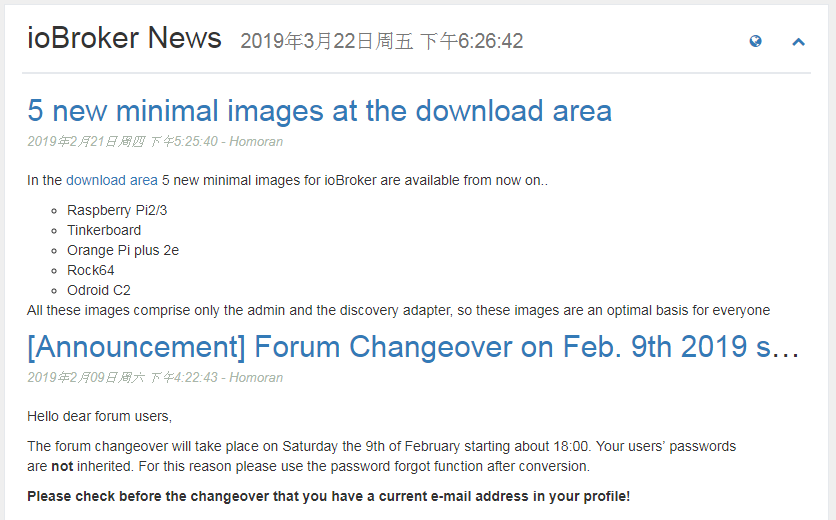 ioBroker News 2019年3月22日周五 下午6:26:42
5 new minimal images at the download area
2019年2月21日周四 下午5:25:40 - Homoran
In the download area 5 new minimal images for ioBroker are available from now on..
Raspberry Pi2/3
Tinkerboard
Orange Pi plus 2e
Rock64
Odroid C2
All these images comprise only the admin and the discovery adapter, so these images are an optimal basis for everyone
[Announcement] Forum Changeover on Feb. 9th 2019 s…
2019年2月09日周六 下午4:22:43 - Homoran
Hello dear forum users,
The forum changeover will take place on Saturday the 9th of February starting about 18:00. Your users’ passwords
are not inherited. For this reason please use the password forgot function after conversion.
Please check before the changeover that you have a current e-mail address in your profile!